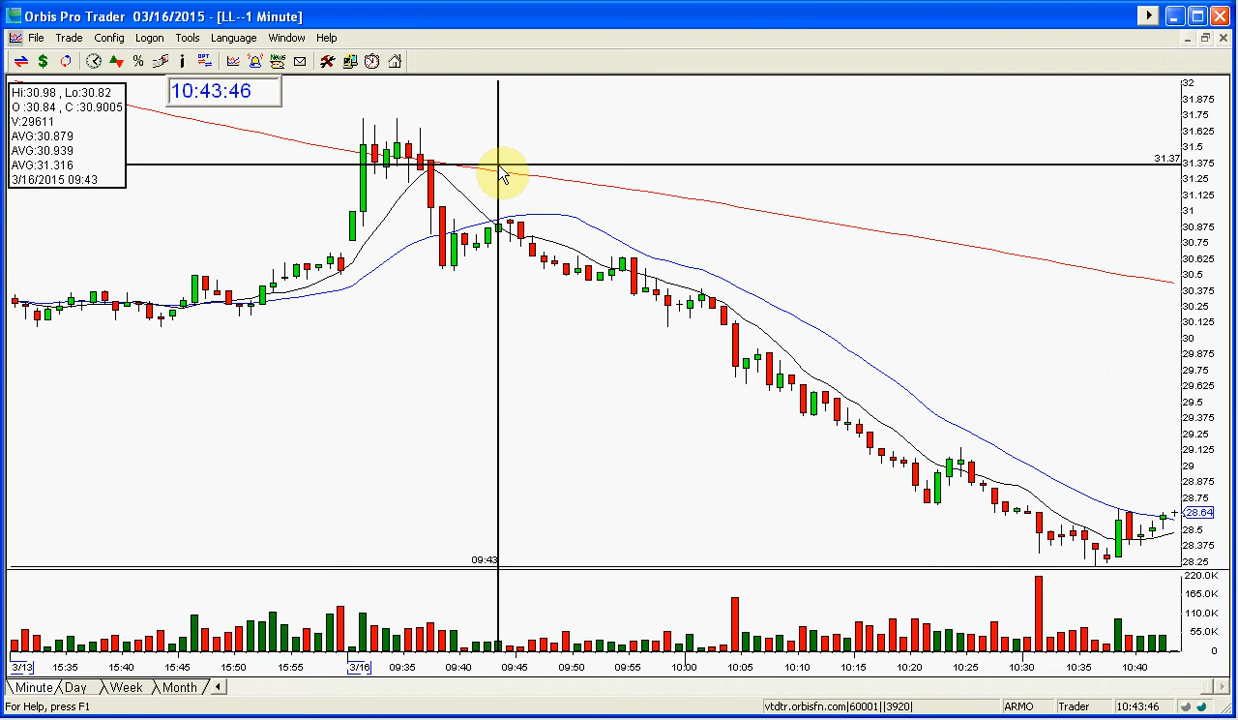 Orbis Pro Trader 03/16/2015 - [LL--1 Minute]
File Trade Config Logon Tools Language Window Help
Hi:30.98 , Lo:30.82
O :30.84 , C :30.9005
V:29611
AVG:30.879
AVG:30.939
AVG:31.316
3/16/2015 09:43
10:43:46
32
31.875
31.75
31.625
31.5
31.37
31.375
31.25
31.125
31
30.875
30.75
30.625
30.5
30.375
30.25
30.125
30
29.875
29.75
29.625
29.5
29.375
29.25
29.125
29
28.875
28.75
28.64
28.5
28.375
28.25
09:43
220.0K
165.0K
110.0K
55.0K
0
3/13 15:35 15:40 15:45 15:50 15:55 3/16 09:35 09:40 09:45 09:50 09:55 10:00 10:05 10:10 10:15 10:20 10:25 10:30 10:35 10:40
Minute Day Week Month
For Help, press F1 vtdtr.orbisfn.com|60001||3920| ARMO Trader 10:43:46